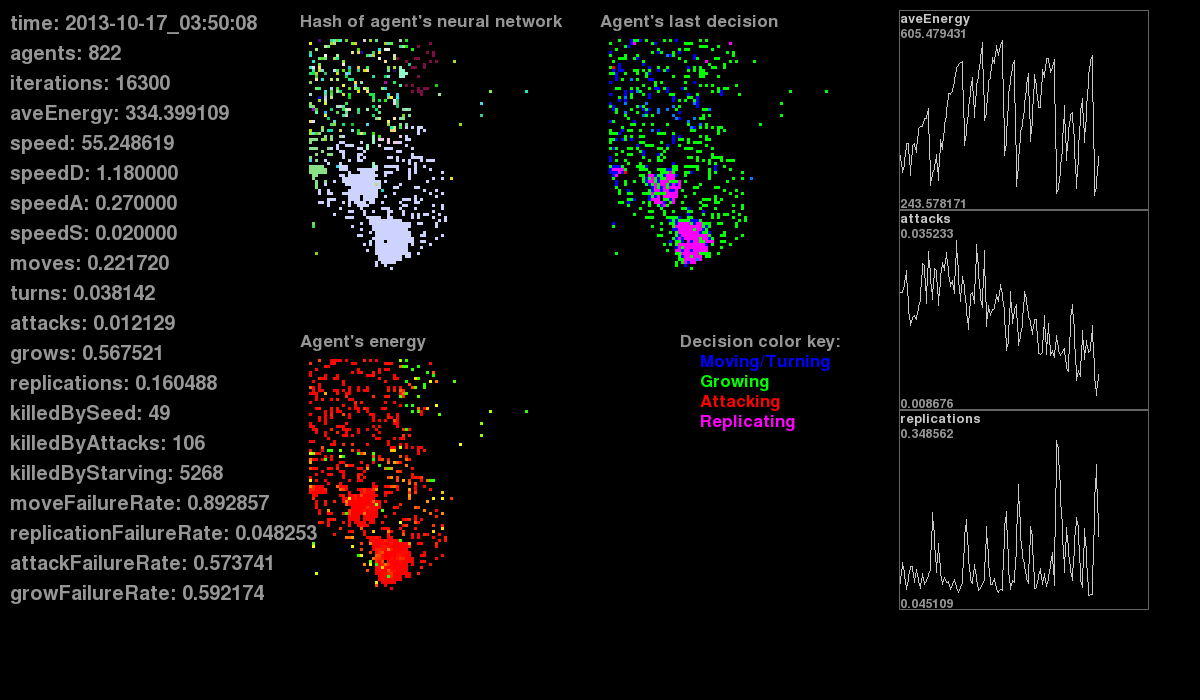 time: 2013-10-17_03:50:08
agents: 822
iterations: 16300
aveEnergy: 334.399109
speed: 55.248619
speedD: 1.180000
speedA: 0.270000
speedS: 0.020000
moves: 0.221720
turns: 0.038142
attacks: 0.012129
grows: 0.567521
replications: 0.160488
killedBySeed: 49
killedByAttacks: 106
killedByStarving: 5268
moveFailureRate: 0.892857
replicationFailureRate: 0.048253
attackFailureRate: 0.573741
growFailureRate: 0.592174
Hash of agent's neural network
Agent's last decision
Agent's energy
Decision color key:
Moving/Turning
Growing
Attacking
Replicating
aveEnergy
605.479431
243.578171
attacks
0.035233
0.008676
replications
0.348562
0.045109